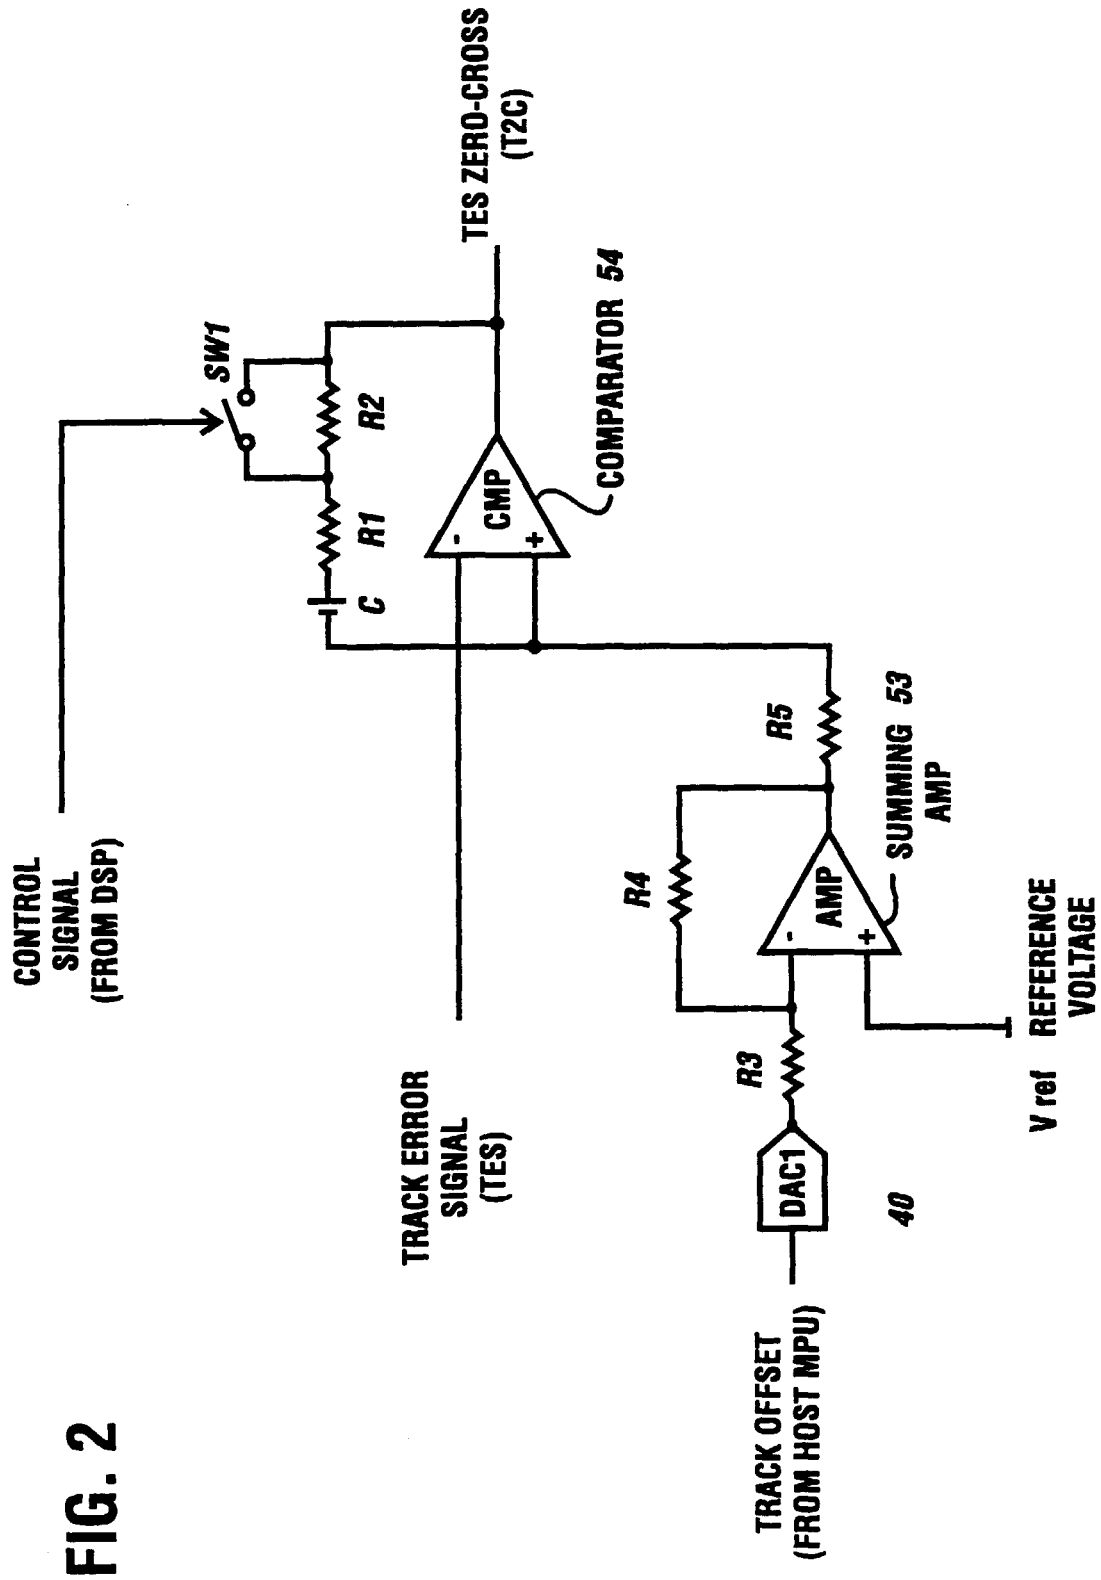 FIG. 2
CONTROL
SIGNAL
(FROM DSP)
SW1
C
R1
R2
TES ZERO-CROSS
(T2C)
TRACK ERROR
SIGNAL
(TES)
-
CMP
+
COMPARATOR 54
R4
R5
TRACK OFFSET
(FROM HOST MPU)
DAC1
40
R3
-
AMP
+
SUMMING 53
AMP
V ref REFERENCE
VOLTAGE